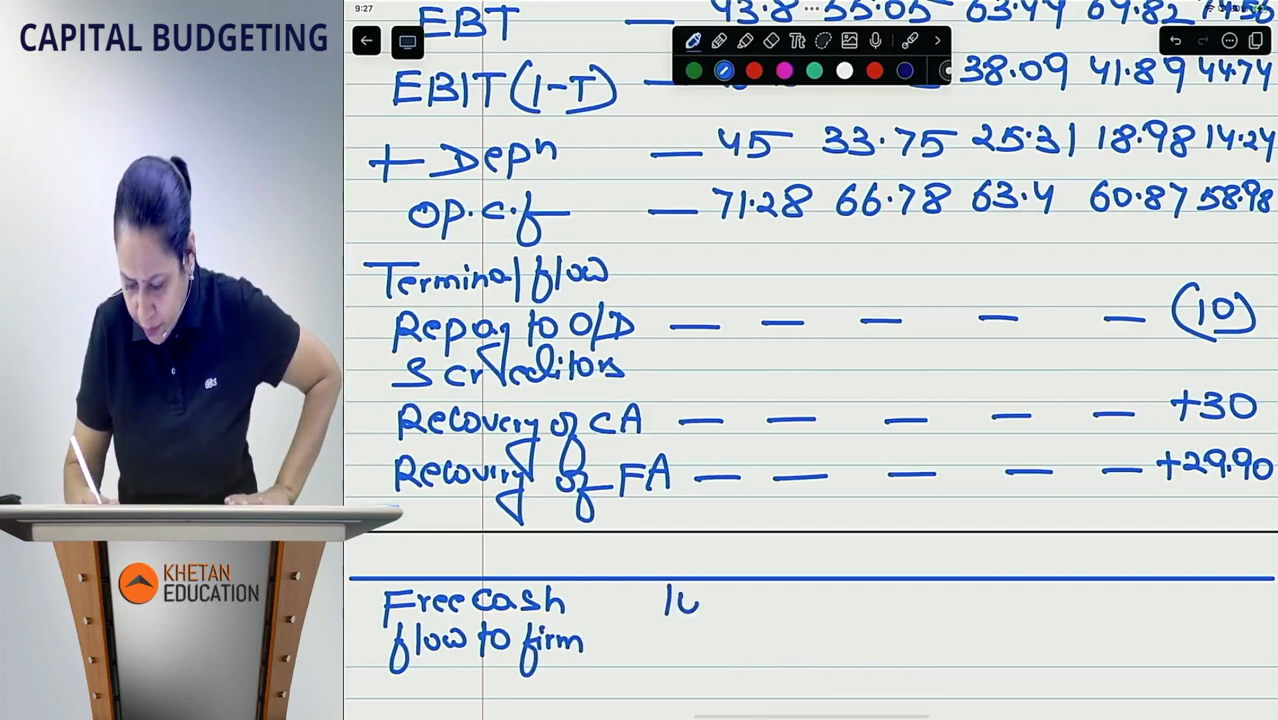 CAPITAL BUDGETING
9:27
EBT — 43.8 55.05 63.44 69.82
EBIT (1-T) — 38.09 41.89 44.74
+ Depn — 45 33.75 25.31 18.98 14.24
Op.c.f — 71.28 66.78 63.4 60.87 58.98
Terminal flow
Repay to O/D — — — — — (10)
S creditors
Recovery of CA — — — — — +30
Recovery of FA — — — — — +29.90
Free cash
flow to firm
KHETAN
EDUCATION